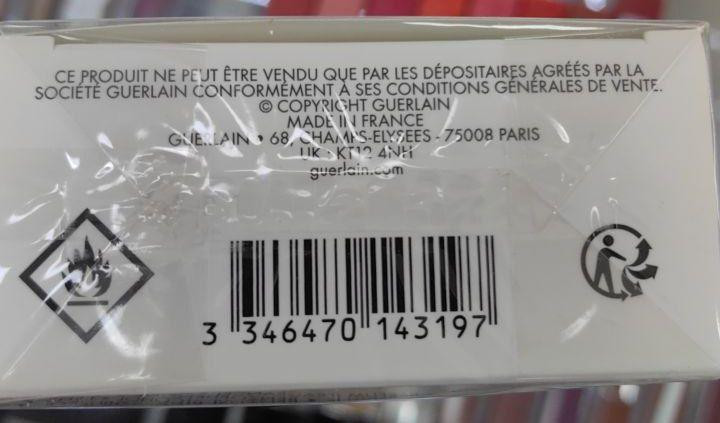 CE PRODUIT NE PEUT ÊTRE VENDU QUE PAR LES DÉPOSITAIRES AGRÉÉS PAR LA
SOCIÉTÉ GUERLAIN CONFORMÉMENT À SES CONDITIONS GÉNÉRALES DE VENTE.
© COPYRIGHT GUERLAIN
MADE IN FRANCE
GUERLAIN • 68, CHAMPS-ELYSEES - 75008 PARIS
UK : KT12 4NH
guerlain.com
3 346470 143197